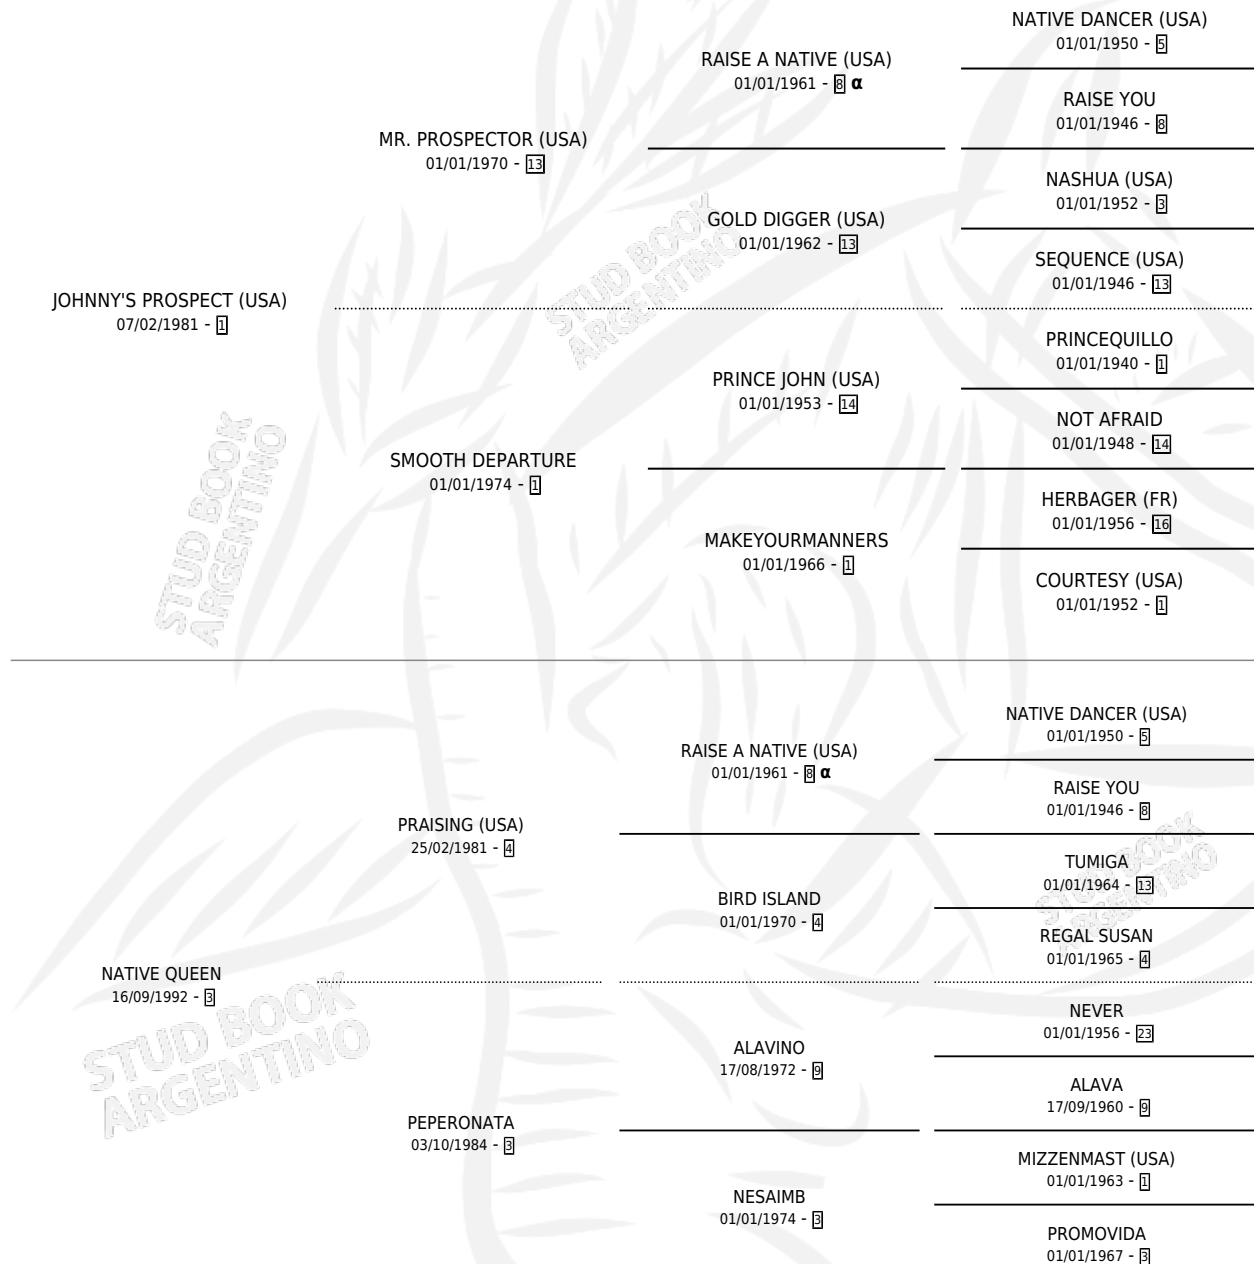 NATIVE DANCER (USA)
01/01/1950 - 5
RAISE A NATIVE (USA)
01/01/1961 - 8 α
RAISE YOU
01/01/1946 - 8
MR. PROSPECTOR (USA)
01/01/1970 - 13
NASHUA (USA)
01/01/1952 - 3
GOLD DIGGER (USA)
01/01/1962 - 13
SEQUENCE (USA)
01/01/1946 - 13
STUD BOOK
ARGENTINO
JOHNNY'S PROSPECT (USA)
07/02/1981 - 1
PRINCEQUILLO
01/01/1940 - 1
PRINCE JOHN (USA)
01/01/1953 - 14
NOT AFRAID
01/01/1948 - 14
SMOOTH DEPARTURE
01/01/1974 - 1
HERBAGER (FR)
01/01/1956 - 16
MAKEYOURMANNERS
01/01/1966 - 1
COURTESY (USA)
01/01/1952 - 1
STUD BOOK
ARGENTINO
NATIVE DANCER (USA)
01/01/1950 - 5
RAISE A NATIVE (USA)
01/01/1961 - 8 α
RAISE YOU
01/01/1946 - 8
PRAISING (USA)
25/02/1981 - 4
TUMIGA
01/01/1964 - 13
BIRD ISLAND
01/01/1970 - 4
REGAL SUSAN
01/01/1965 - 4
STUD BOOK
ARGENTINO
NATIVE QUEEN
16/09/1992 - 3
NEVER
01/01/1956 - 23
ALAVINO
17/08/1972 - 9
ALAVA
17/09/1960 - 9
PEPERONATA
03/10/1984 - 3
MIZZENMAST (USA)
01/01/1963 - 1
NESAIMB
01/01/1974 - 3
PROMOVIDA
01/01/1967 - 3
STUD BOOK
ARGENTINO